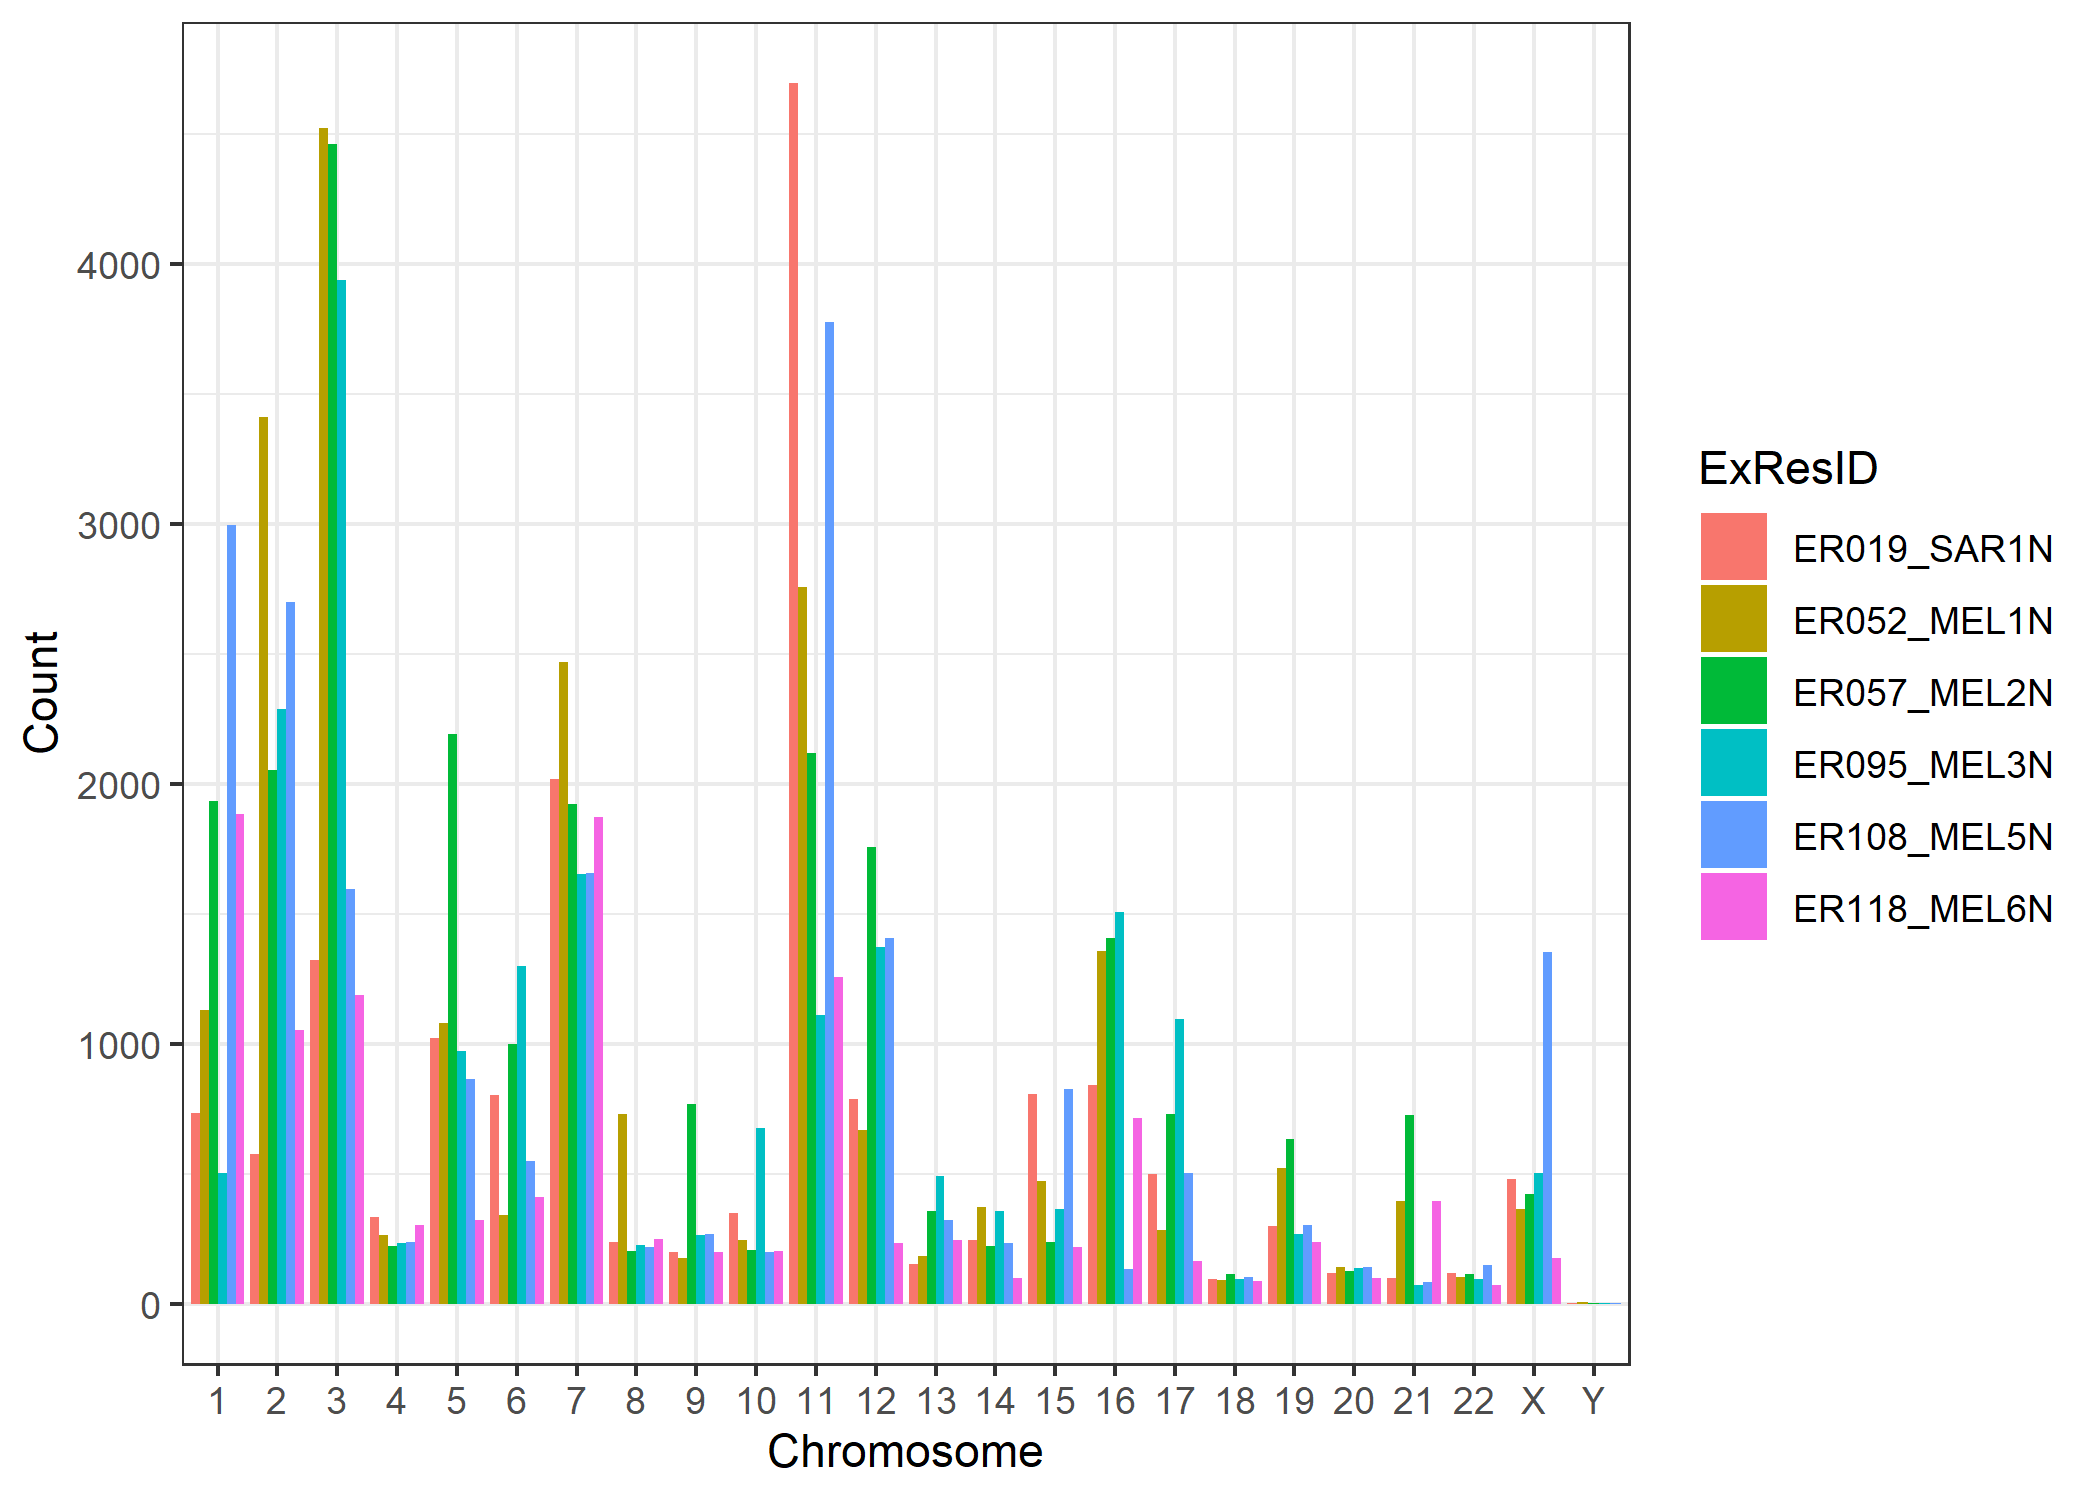 4000
3000
2000
1000
0
Count
1 2 3 4 5 6 7 8 9 10 11 12 13 14 15 16 17 18 19 20 21 22 X Y
Chromosome
ExResID
ER019_SAR1N
ER052_MEL1N
ER057_MEL2N
ER095_MEL3N
ER108_MEL5N
ER118_MEL6N